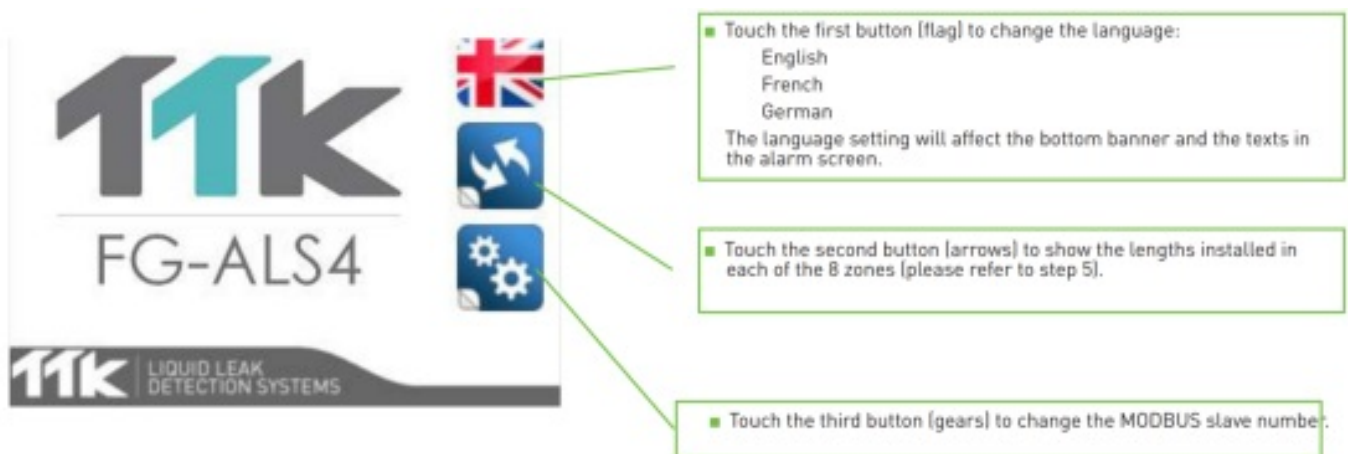 TTK
FG-ALS4
TTK LIQUID LEAK
DETECTION SYSTEMS
Touch the first button (flag) to change the language:
English
French
German
The language setting will affect the bottom banner and the texts in
the alarm screen.
Touch the second button (arrows) to show the lengths installed in
each of the 8 zones (please refer to step 5).
Touch the third button (gears) to change the MODBUS slave number.